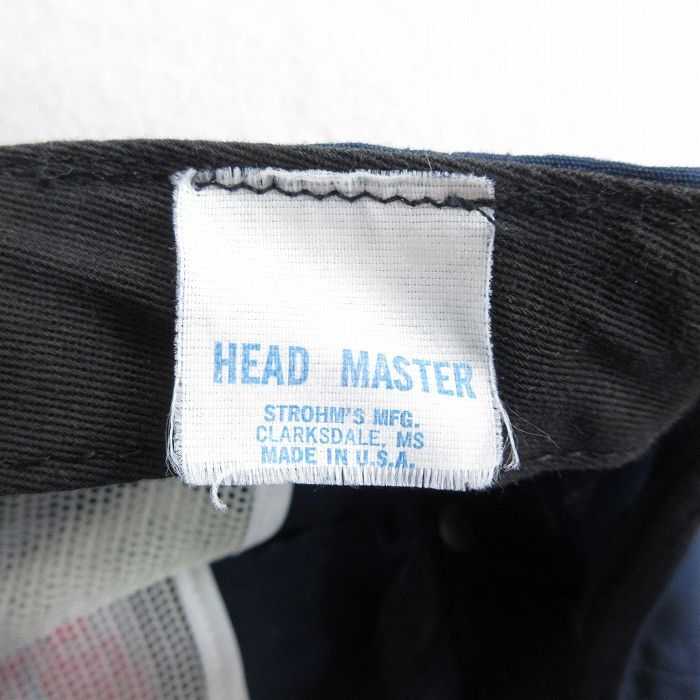 HEAD MASTER
STROHM'S MFG.
CLARKSDALE, MS
MADE IN U.S.A.